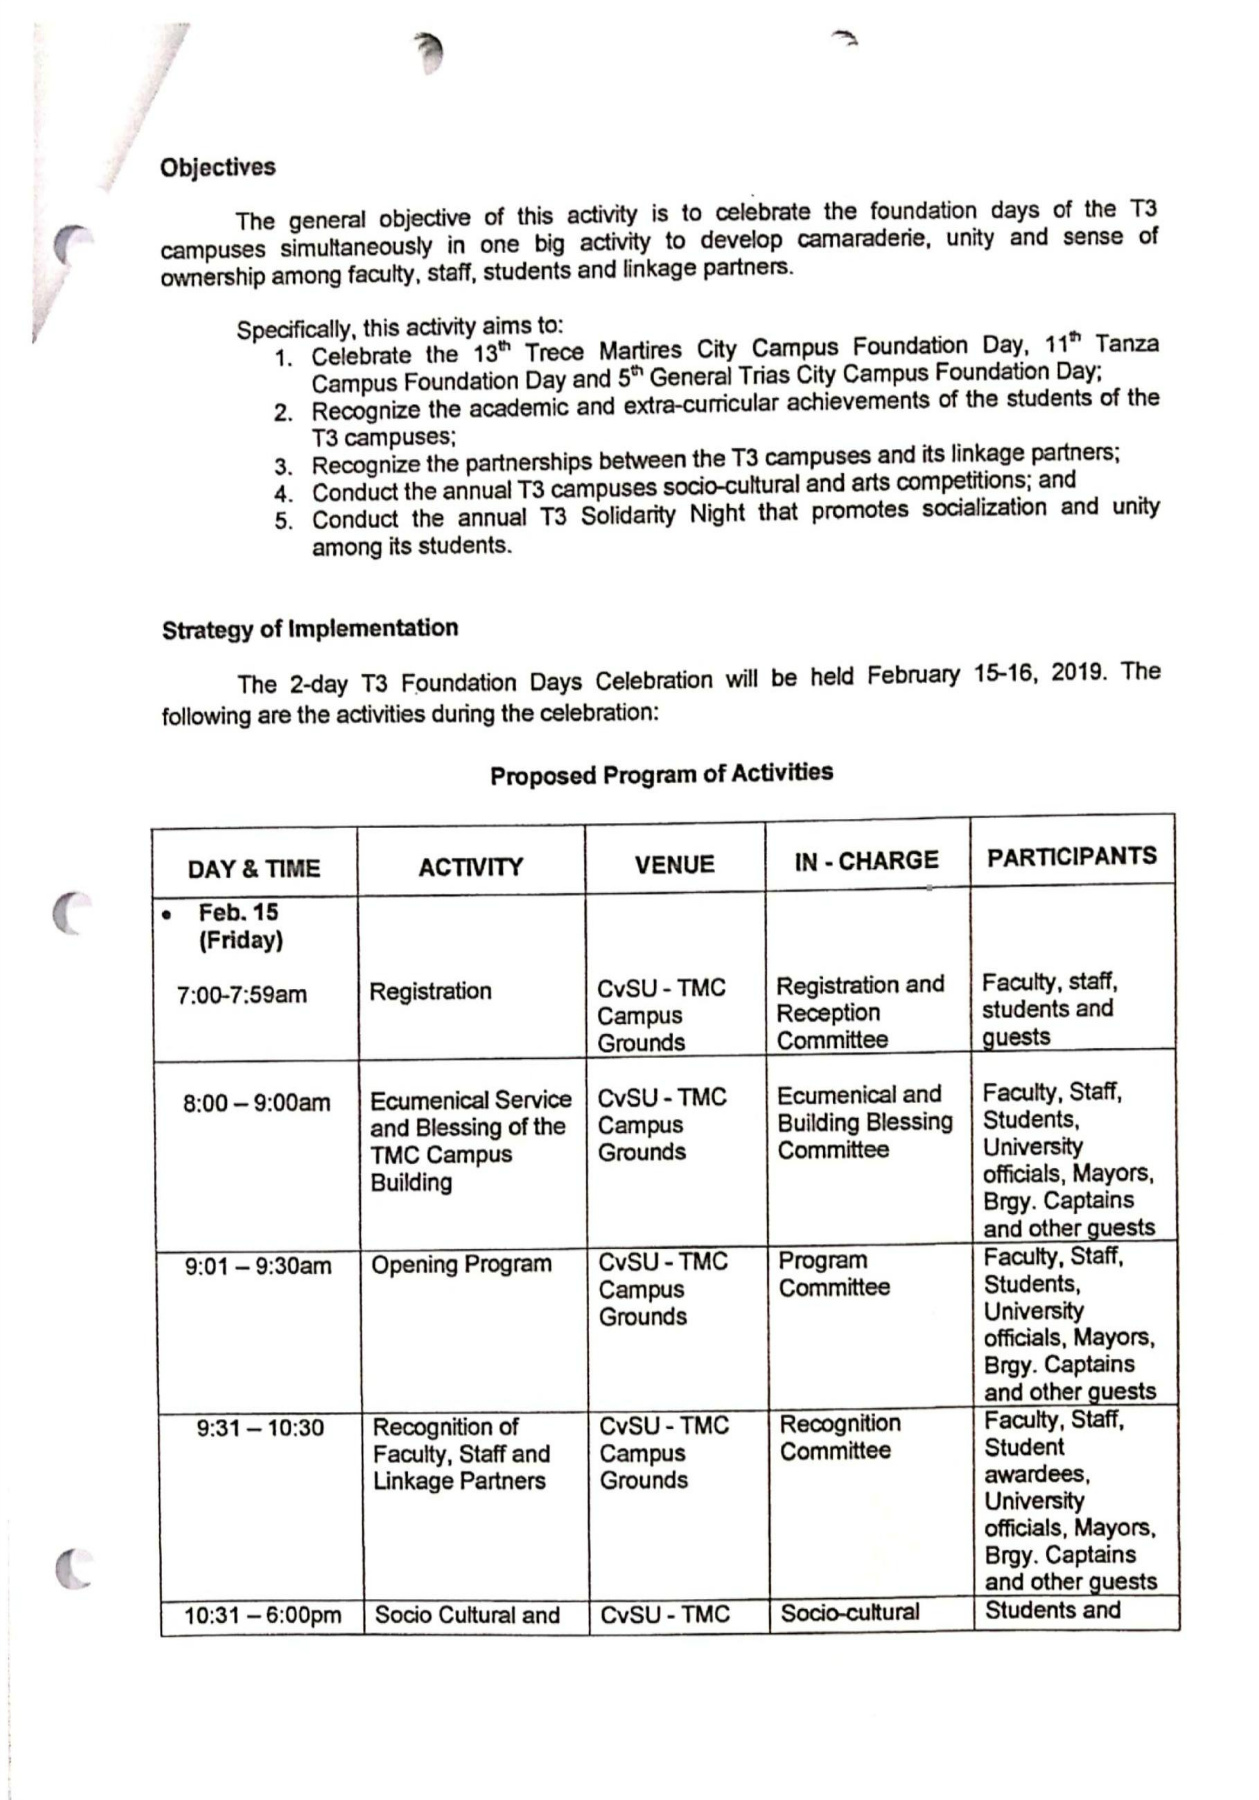 Objectives
The general objective of this activity is to celebrate the foundation days of the T3
campuses simultaneously in one big activity to develop camaraderie, unity and sense of
ownership among faculty, staff, students and linkage partners.
Specifically, this activity aims to:
1. Celebrate the 13th Trece Martires City Campus Foundation Day, 11th Tanza
Campus Foundation Day and 5th General Trias City Campus Foundation Day;
2. Recognize the academic and extra-curricular achievements of the students of the
T3 campuses;
3. Recognize the partnerships between the T3 campuses and its linkage partners;
4. Conduct the annual T3 campuses socio-cultural and arts competitions; and
5. Conduct the annual T3 Solidarity Night that promotes socialization and unity
among its students.
Strategy of Implementation
The 2-day T3 Foundation Days Celebration will be held February 15-16, 2019. The
following are the activities during the celebration:
Proposed Program of Activities
DAY & TIME ACTIVITY VENUE IN - CHARGE PARTICIPANTS
• Feb. 15
(Friday)
7:00-7:59am Registration CvSU - TMC Registration and Faculty, staff,
Campus Reception students and
Grounds Committee guests
8:00 – 9:00am Ecumenical Service CvSU - TMC Ecumenical and Faculty, Staff,
and Blessing of the Campus Building Blessing Students,
TMC Campus Grounds Committee University
Building officials, Mayors,
Brgy. Captains
and other guests
9:01 – 9:30am Opening Program CvSU - TMC Program Faculty, Staff,
Campus Committee Students,
Grounds University
officials, Mayors,
Brgy. Captains
and other guests
9:31 – 10:30 Recognition of CvSU - TMC Recognition Faculty, Staff,
Faculty, Staff and Campus Committee Student
Linkage Partners Grounds awardees,
University
officials, Mayors,
Brgy. Captains
and other guests
10:31 – 6:00pm Socio Cultural and CvSU - TMC Socio-cultural Students and